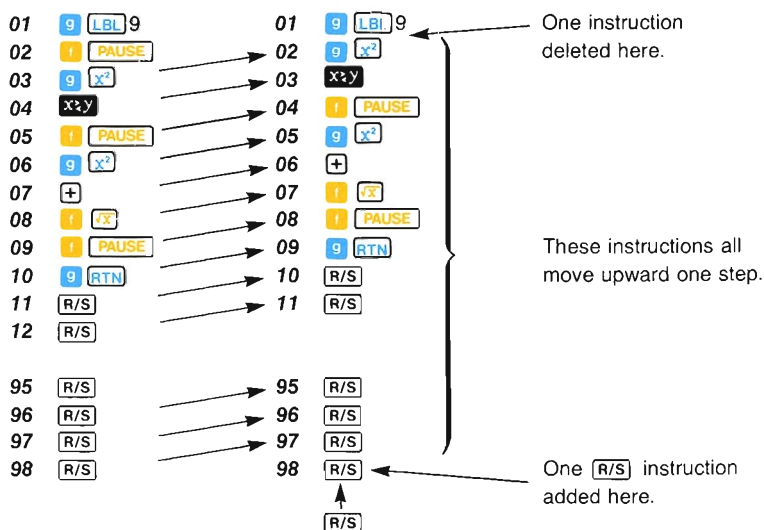 01 g LBL 9 01 g LBL 9 One instruction
02 f PAUSE 02 g x² deleted here.
03 g x² 03 x≷y
04 x≷y 04 f PAUSE
05 f PAUSE 05 g x²
06 g x² 06 +
07 + 07 f √x
08 f √x 08 f PAUSE
09 f PAUSE 09 g RTN These instructions all
10 g RTN 10 R/S move upward one step.
11 R/S 11 R/S
12 R/S
95 R/S 95 R/S
96 R/S 96 R/S
97 R/S 97 R/S
98 R/S 98 R/S One R/S instruction
added here.
R/S